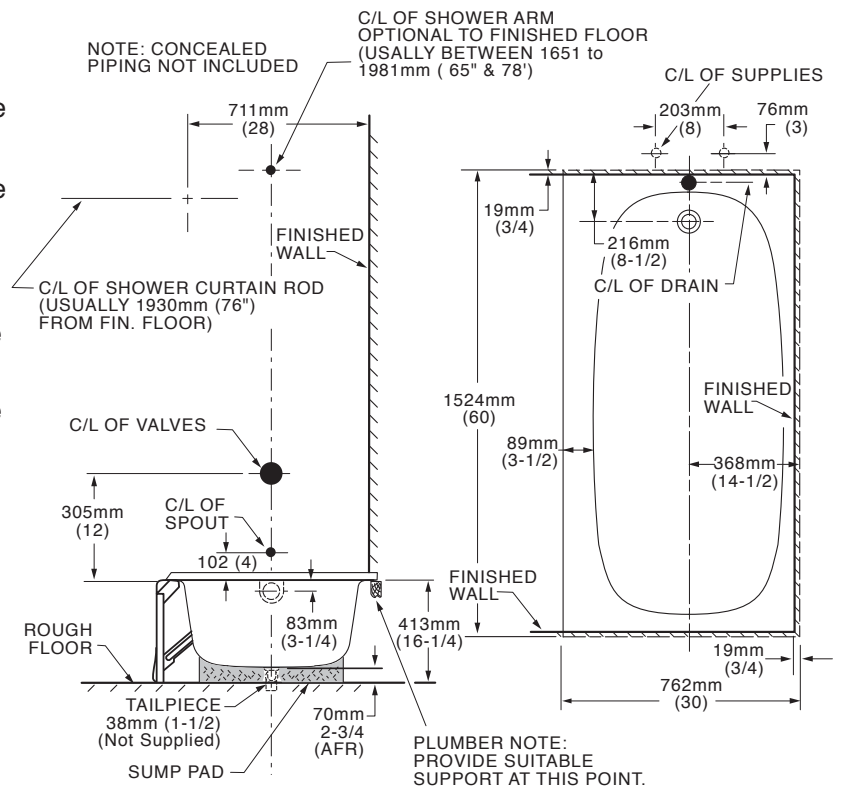 NOTE: CONCEALED
PIPING NOT INCLUDED
C/L OF SHOWER ARM
OPTIONAL TO FINISHED FLOOR
(USALLY BETWEEN 1651 to
1981mm ( 65" & 78')
711mm
(28)
FINISHED
WALL
C/L OF SHOWER CURTAIN ROD
(USUALLY 1930mm (76")
FROM FIN. FLOOR)
C/L OF VALVES
305mm
(12)
C/L OF
SPOUT
102 (4)
83mm
(3-1/4)
413mm
(16-1/4)
ROUGH
FLOOR
TAILPIECE
38mm (1-1/2)
(Not Supplied)
SUMP PAD
70mm
2-3/4
(AFR)
PLUMBER NOTE:
PROVIDE SUITABLE
SUPPORT AT THIS POINT.
C/L OF SUPPLIES
203mm
(8)
76mm
(3)
19mm
(3/4)
216mm
(8-1/2)
C/L OF DRAIN
1524mm
(60)
FINISHED
WALL
89mm
(3-1/2)
368mm
(14-1/2)
FINISHED
WALL
19mm
(3/4)
762mm
(30)